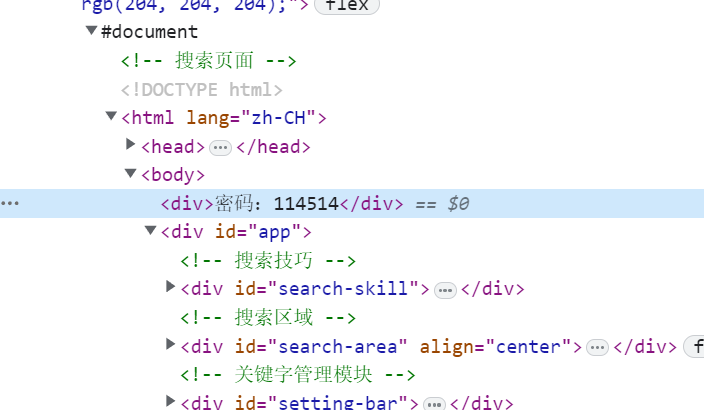 rgb(204, 204, 204);"> flex
#document
<!-- 搜索页面 -->
<!DOCTYPE html>
<html lang="zh-CH">
<head>…</head>
<body>
<div>密码：114514</div> == $0
<div id="app">
<!-- 搜索技巧 -->
<div id="search-skill">…</div>
<!-- 搜索区域 -->
<div id="search-area" align="center">…</div>
<!-- 关键字管理模块 -->
<div id="setting-bar">…</div>